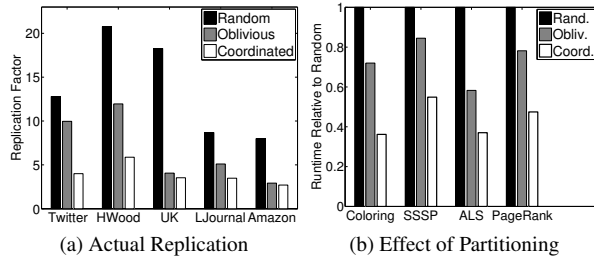 Replication Factor
20
15
10
5
0
Random
Oblivious
Coordinated
Twitter HWood UK LJournal Amazon
(a) Actual Replication
Runtime Relative to Random
1
0.8
0.6
0.4
0.2
0
Rand.
Obliv.
Coord.
Coloring SSSP ALS PageRank
(b) Effect of Partitioning